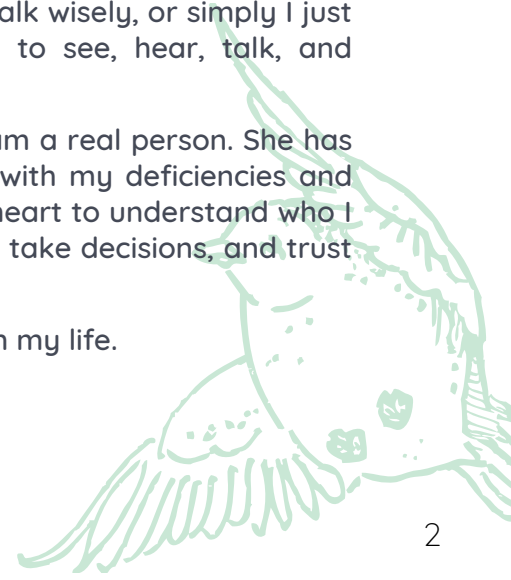 alk wisely, or simply I just
to see, hear, talk, and
am a real person. She has
with my deficiencies and
heart to understand who I
take decisions, and trust
my life.
2